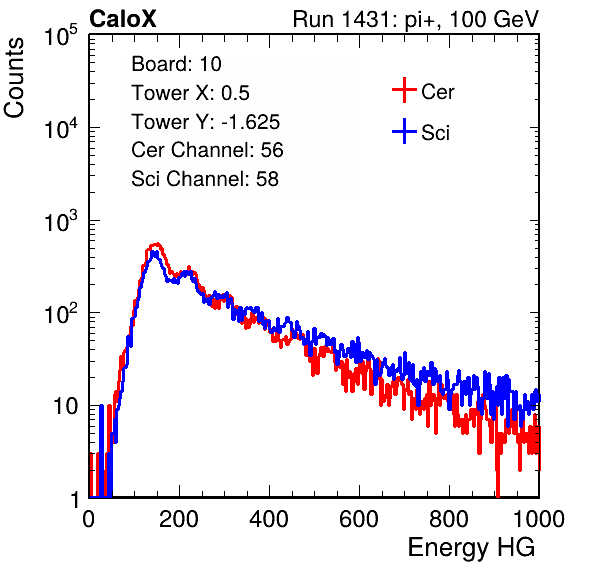 CaloX Run 1431: pi+, 100 GeV
Counts
Board: 10
Tower X: 0.5
Tower Y: -1.625
Cer Channel: 56
Sci Channel: 58
Cer
Sci
10^5
10^4
10^3
10^2
10
1
0 200 400 600 800 1000
Energy HG